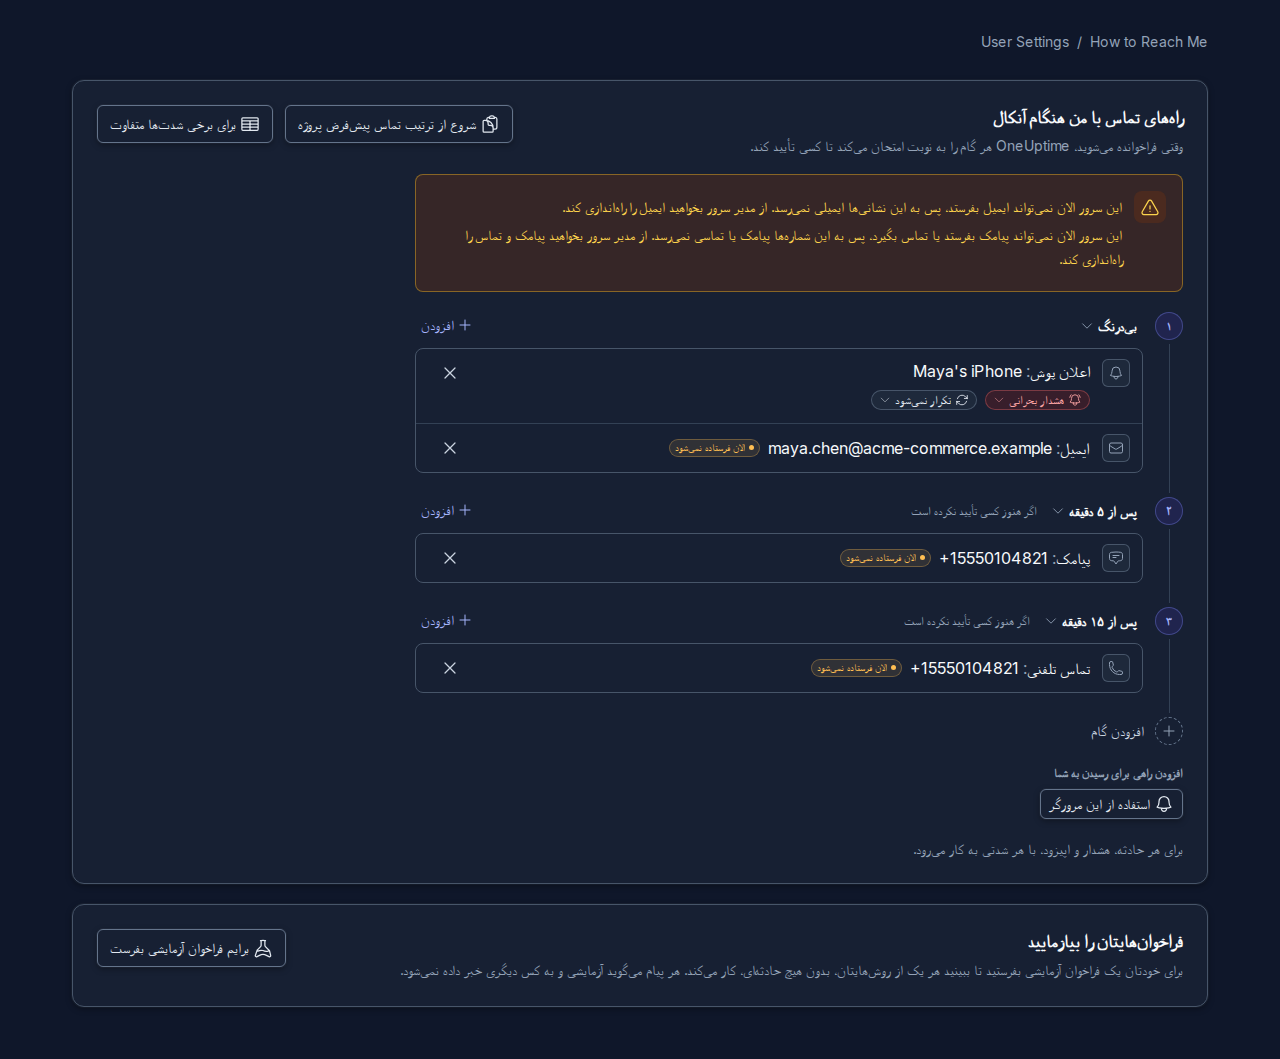 User Settings / How to Reach Me
راه‌های تماس با من هنگام آنکال
وقتی فراخوانده می‌شوید، OneUptime هر گام را به نوبت امتحان می‌کند تا کسی تأیید کند.
شروع از ترتیب تماس پیش‌فرض پروژه
برای برخی شدت‌ها متفاوت
این سرور الان نمی‌تواند ایمیل بفرستد، پس به این نشانی‌ها ایمیلی نمی‌رسد. از مدیر سرور بخواهید ایمیل را راه‌اندازی کند.
این سرور الان نمی‌تواند پیامک بفرستد یا تماس بگیرد، پس به این شماره‌ها پیامک یا تماسی نمی‌رسد. از مدیر سرور بخواهید پیامک و تماس را
راه‌اندازی کند.
۱ بی‌درنگ
افزودن
اعلان پوش: Maya's iPhone
هشدار بحرانی
تکرار نمی‌شود
ایمیل: maya.chen@acme-commerce.example الان فرستاده نمی‌شود
۲ پس از ۵ دقیقه اگر هنوز کسی تأیید نکرده است
افزودن
پیامک: +15550104821 الان فرستاده نمی‌شود
۳ پس از ۱۵ دقیقه اگر هنوز کسی تأیید نکرده است
افزودن
تماس تلفنی: +15550104821 الان فرستاده نمی‌شود
افزودن گام
افزودن راهی برای رسیدن به شما
استفاده از این مرورگر
برای هر حادثه، هشدار و اپیزود، با هر شدتی به کار می‌رود.
فراخوان‌هایتان را بیازمایید
برای خودتان یک فراخوان آزمایشی بفرستید تا ببینید هر یک از روش‌هایتان، بدون هیچ حادثه‌ای، کار می‌کند. هر پیام می‌گوید آزمایشی و به کس دیگری خبر داده نمی‌شود.
برایم فراخوان آزمایشی بفرست